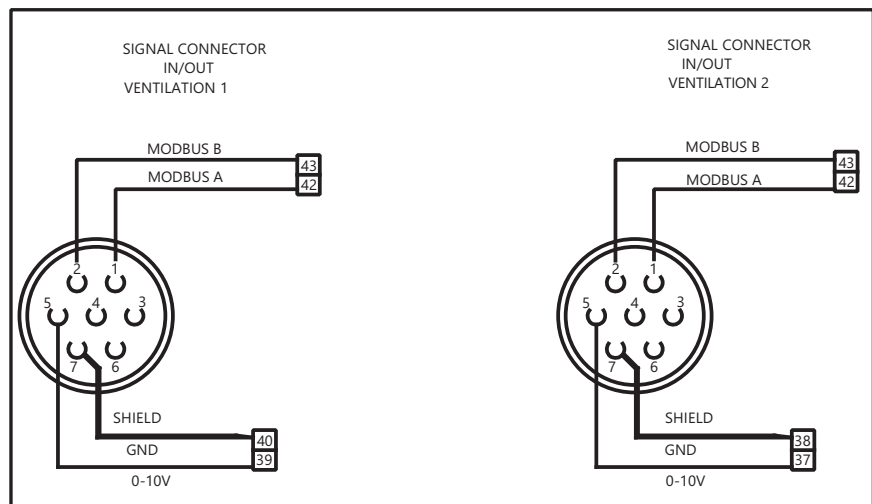 SIGNAL CONNECTOR
IN/OUT
VENTILATION 1
MODBUS B
43
MODBUS A
42
2 1
5 4 3
7 6
SHIELD
40
GND
39
0-10V
SIGNAL CONNECTOR
IN/OUT
VENTILATION 2
MODBUS B
43
MODBUS A
42
2 1
5 4 3
7 6
SHIELD
38
GND
37
0-10V